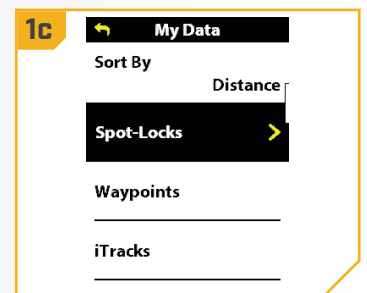 1c
My Data
Sort By
Distance
Spot-Locks
Waypoints
iTracks